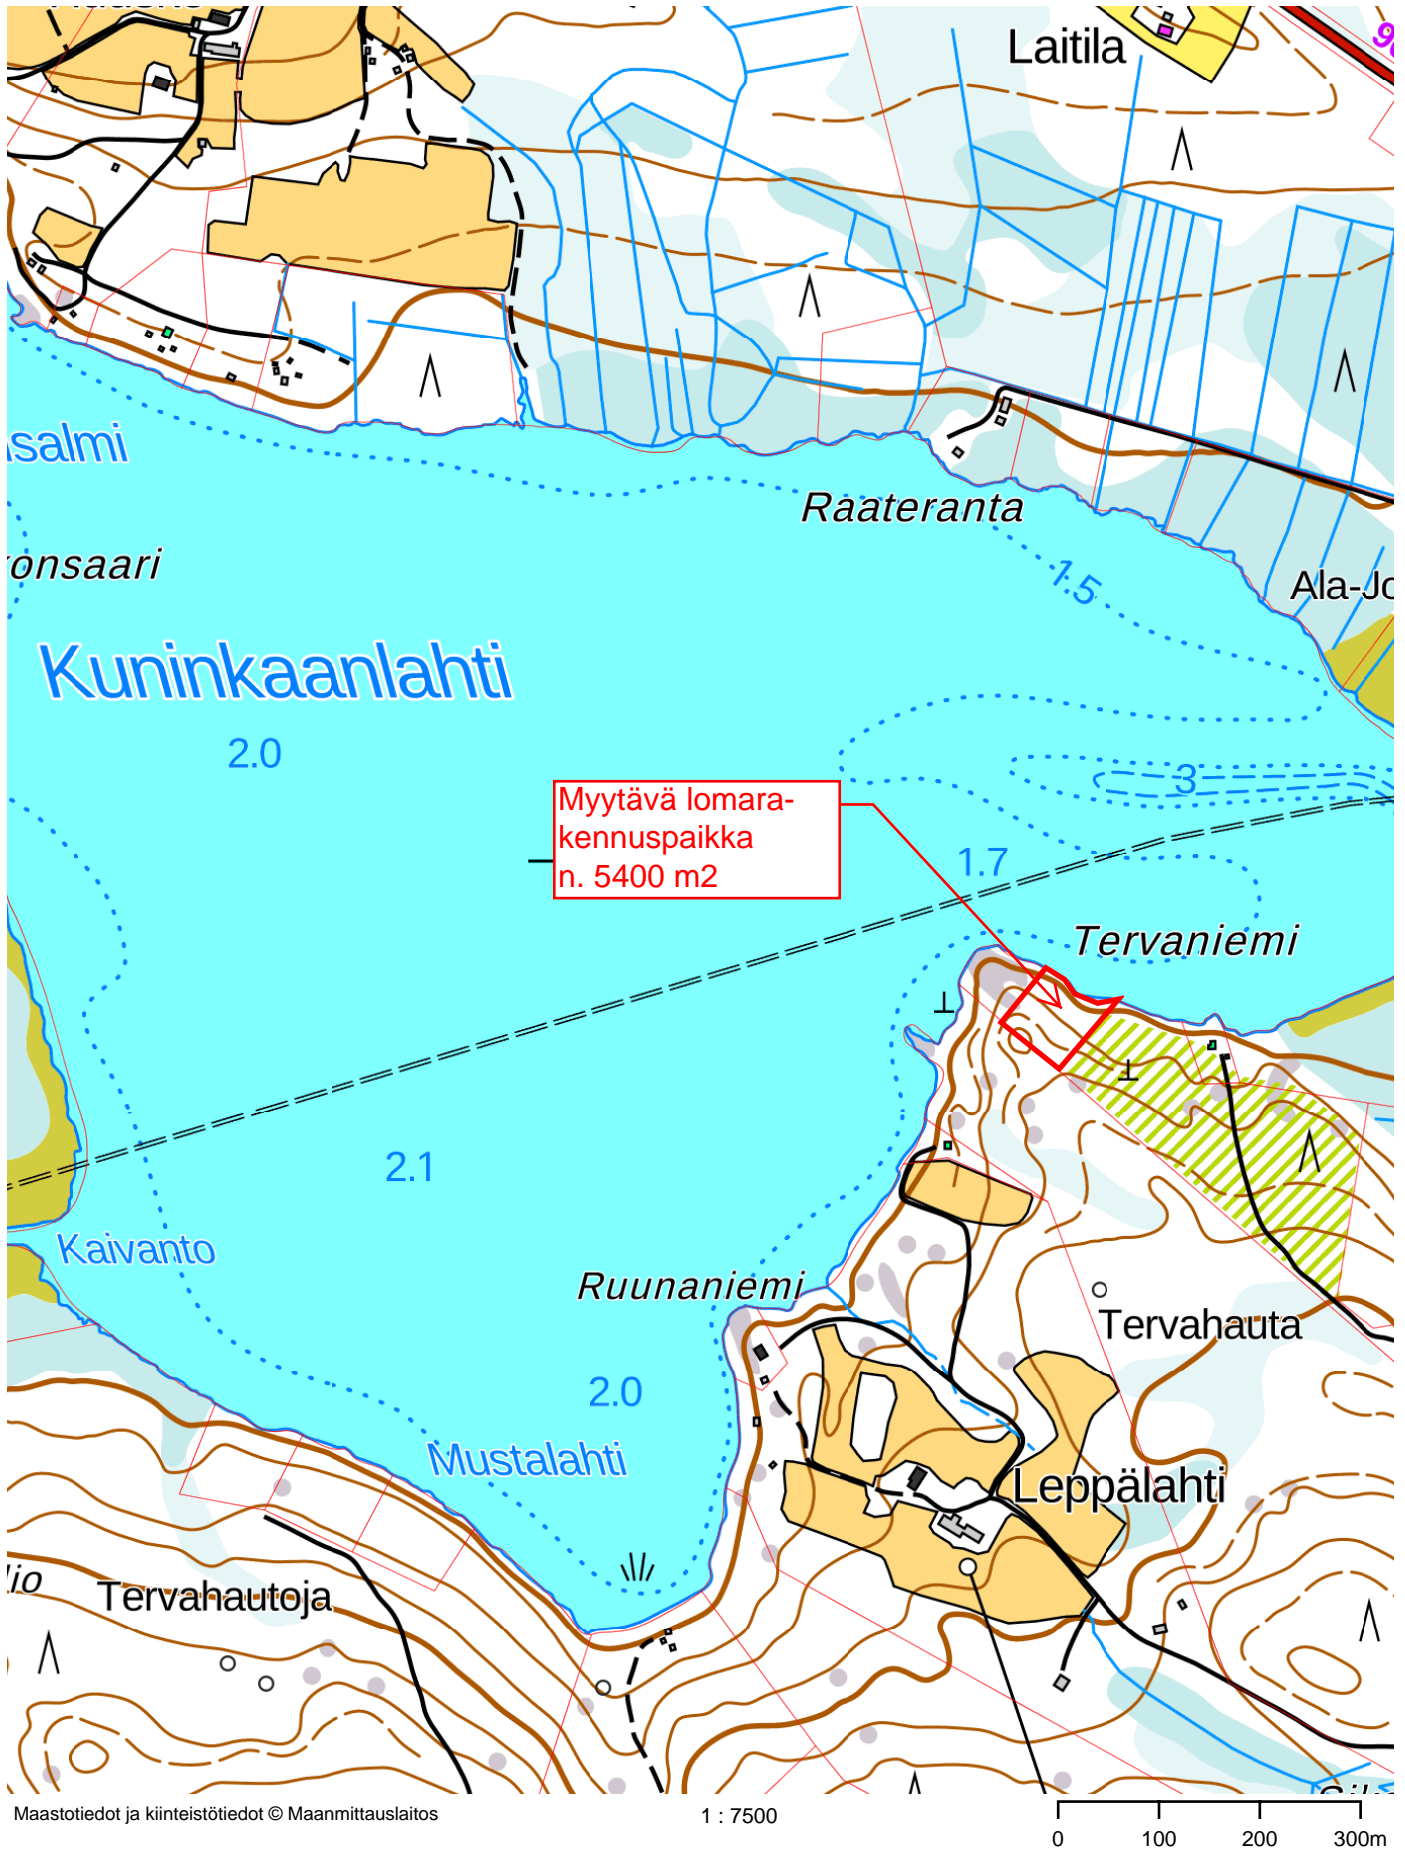 Laitila
salmi
Raateranta
onsaari
1.5
Ala-Jo
Kuninkaanlahti
2.0
3
Myytävä lomara-
kennuspaikka
n. 5400 m2
1.7
Tervaniemi
2.1
Kaivanto
Ruunaniemi
Tervahauta
2.0
Mustalahti
Leppälahti
io
Tervahautoja
Maastotiedot ja kiinteistötiedot © Maanmittauslaitos
1 : 7500
0 100 200 300m